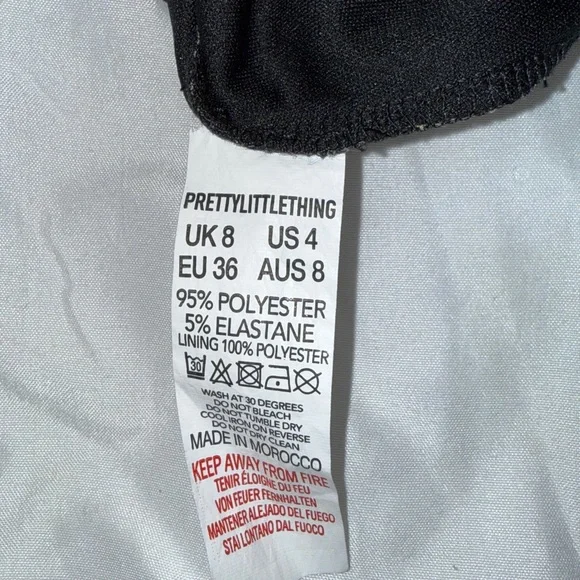 PRETTYLITTLETHING
UK 8 US 4
EU 36 AUS 8
95% POLYESTER
5% ELASTANE
LINING 100% POLYESTER
30
WASH AT 30 DEGREES
DO NOT BLEACH
DO NOT TUMBLE DRY
COOL IRON ON REVERSE
DO NOT DRY CLEAN
MADE IN MOROCCO
KEEP AWAY FROM FIRE
TENIR ÉLOIGNE DU FEU
VON FEUER FERNHALTEN
MANTENER ALEJADO DEL FUEGO
STAI LONTANO DAL FUOCO